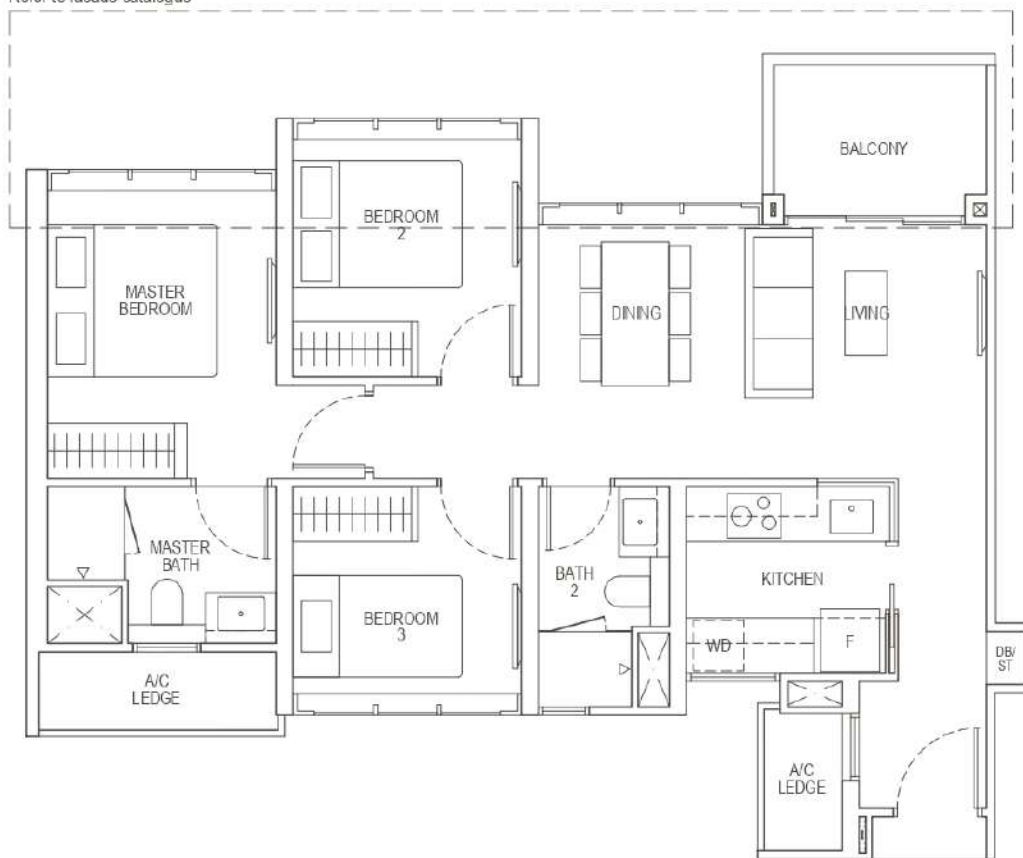 BALCONY
BEDROOM
2
MASTER
BEDROOM
DINING
LIVING
MASTER
BATH
BATH
2
KITCHEN
BEDROOM
3
WD
F
DB/
ST
A/C
LEDGE
A/C
LEDGE